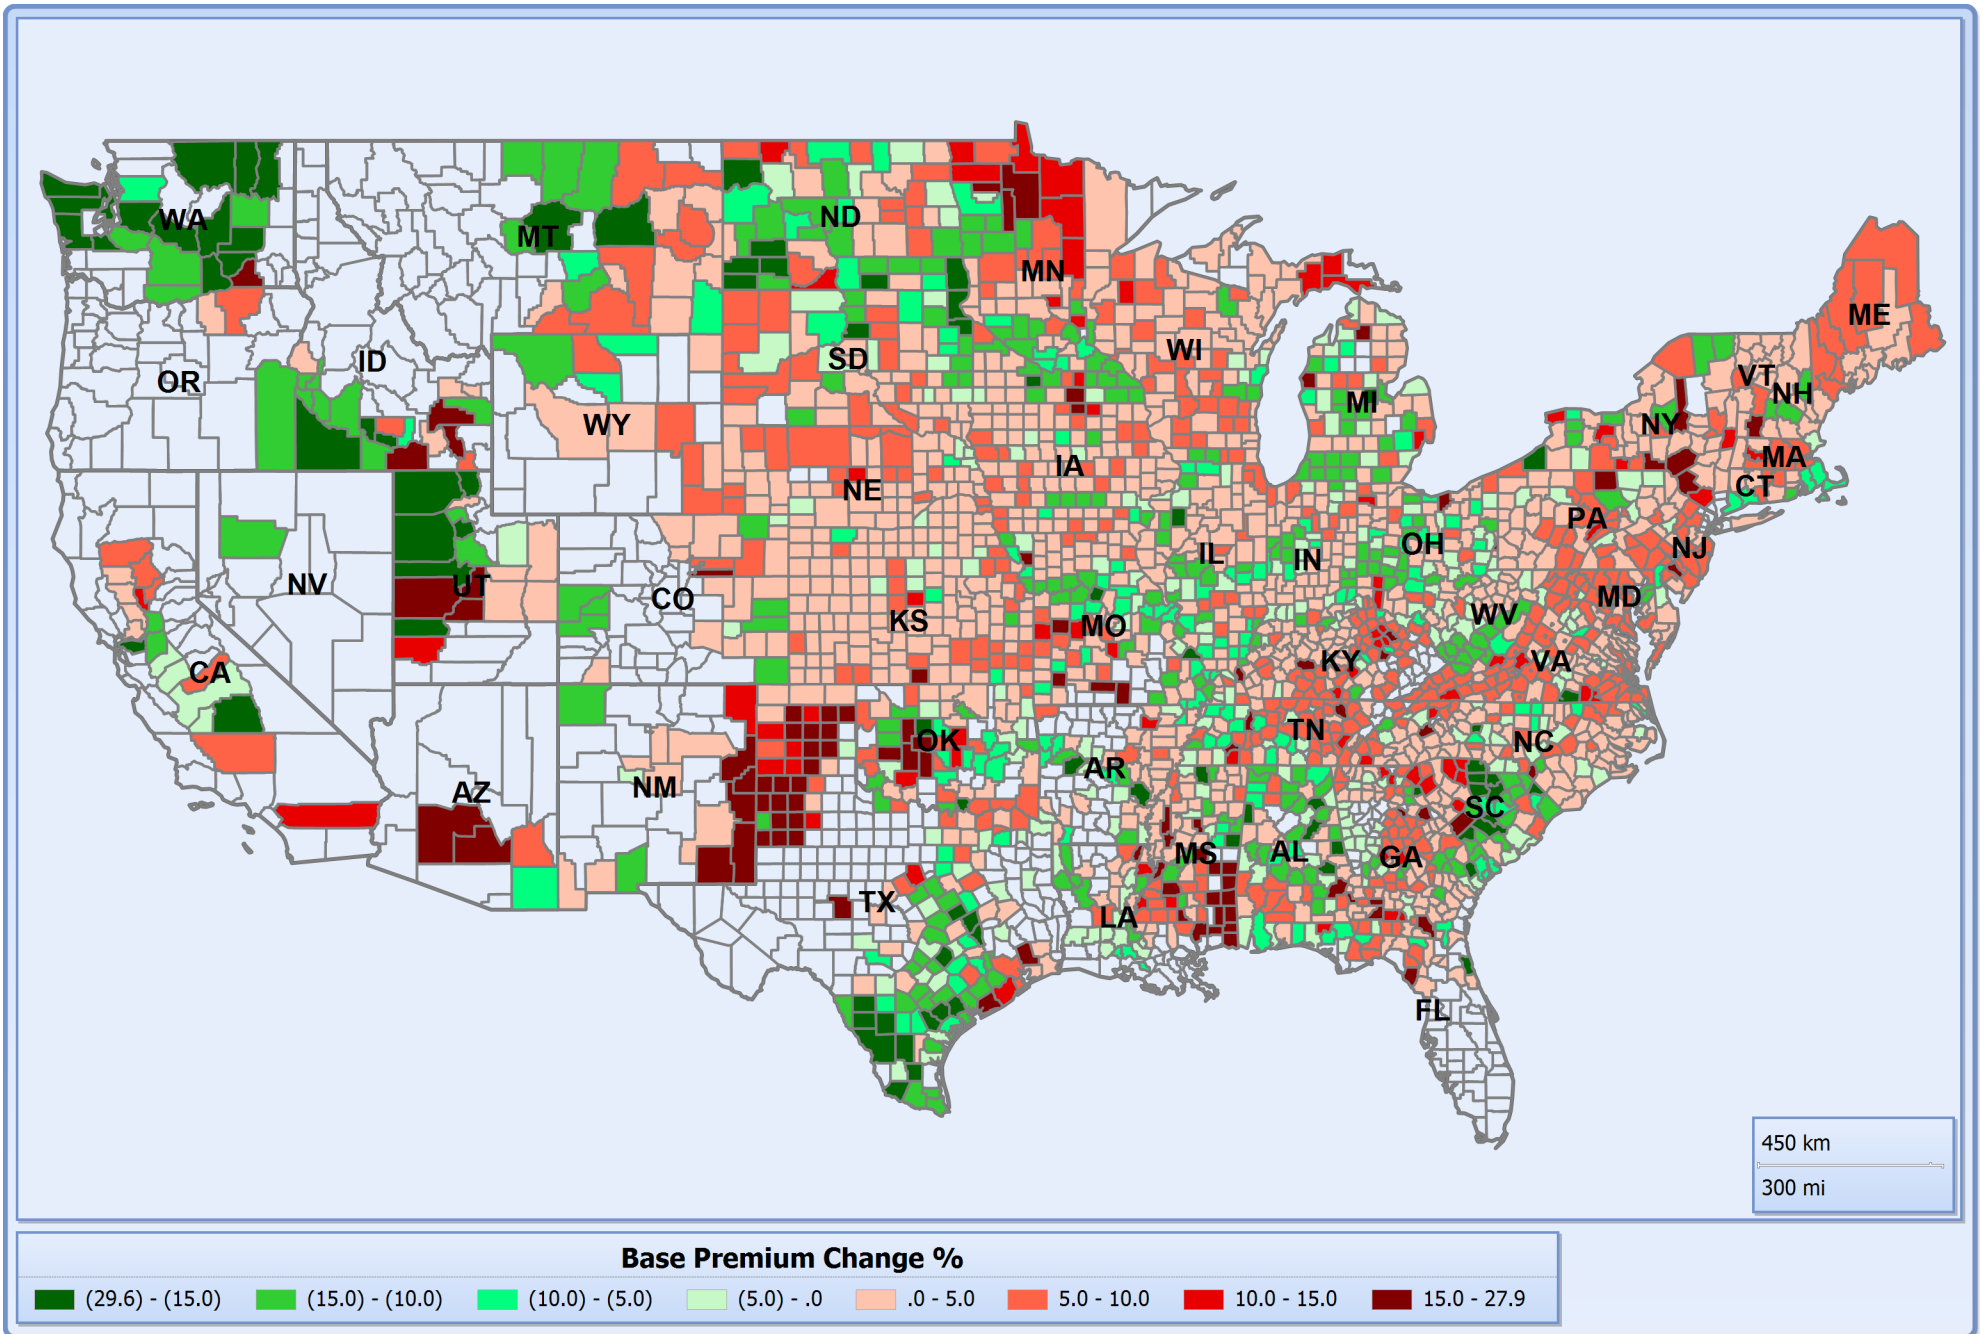 WA
MT
ND
MN
ME
ID
SD
WI
OR
VT
NH
MI
WY
NY
IA
MA
NE
CT
PA
IL
IN
OH
NJ
NV
UT
CO
KS
MO
WV
MD
CA
KY
VA
TN
OK
NC
AR
AZ
NM
SC
MS
AL
GA
TX
LA
FL
450 km
300 mi
Base Premium Change %
(29.6) - (15.0) (15.0) - (10.0) (10.0) - (5.0) (5.0) - .0 .0 - 5.0 5.0 - 10.0 10.0 - 15.0 15.0 - 27.9